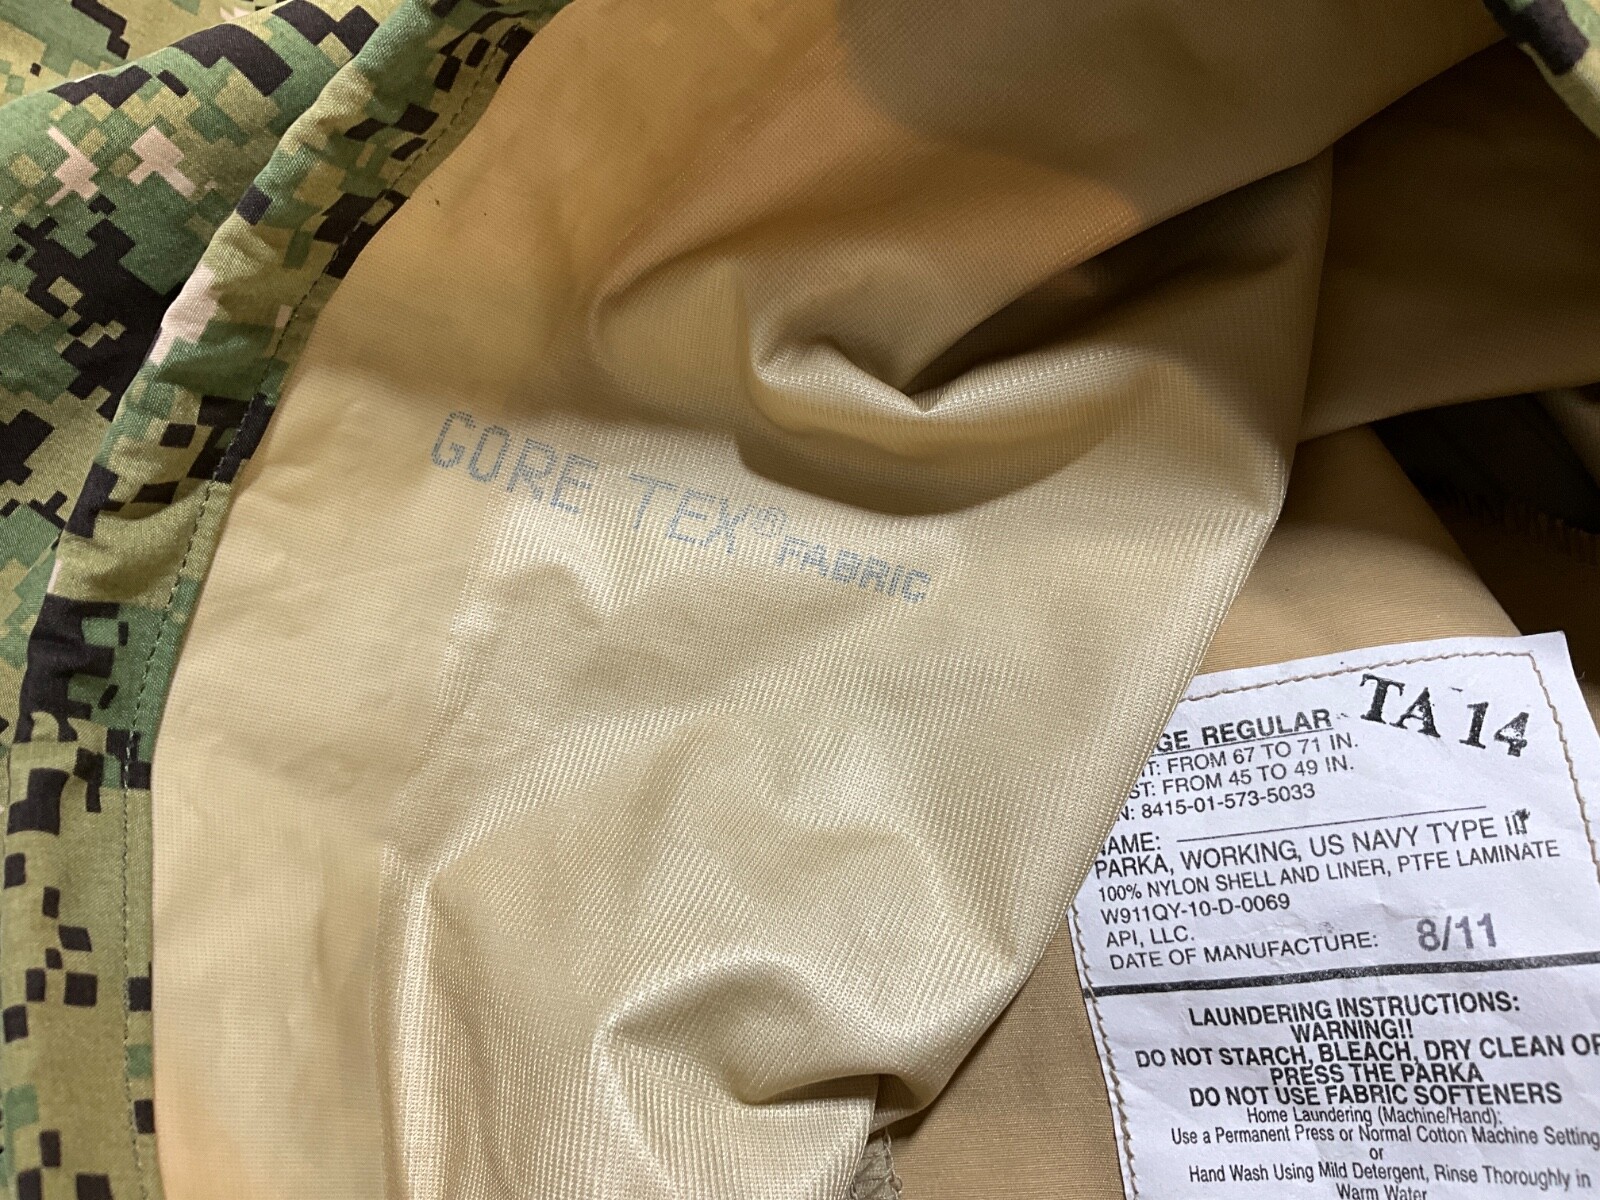 GORE TEX® FABRIC
TA 14
GE REGULAR
T: FROM 67 TO 71 IN.
ST: FROM 45 TO 49 IN.
N: 8415-01-573-5033
NAME:
PARKA, WORKING, US NAVY TYPE III
100% NYLON SHELL AND LINER, PTFE LAMINATE
W911QY-10-D-0069
API, LLC.
DATE OF MANUFACTURE: 8/11
LAUNDERING INSTRUCTIONS:
WARNING!!
DO NOT STARCH, BLEACH, DRY CLEAN OR
PRESS THE PARKA
DO NOT USE FABRIC SOFTENERS
Home Laundering (Machine/Hand):
Use a Permanent Press or Normal Cotton Machine Setting
or
Hand Wash Using Mild Detergent, Rinse Thoroughly in
Warm Water